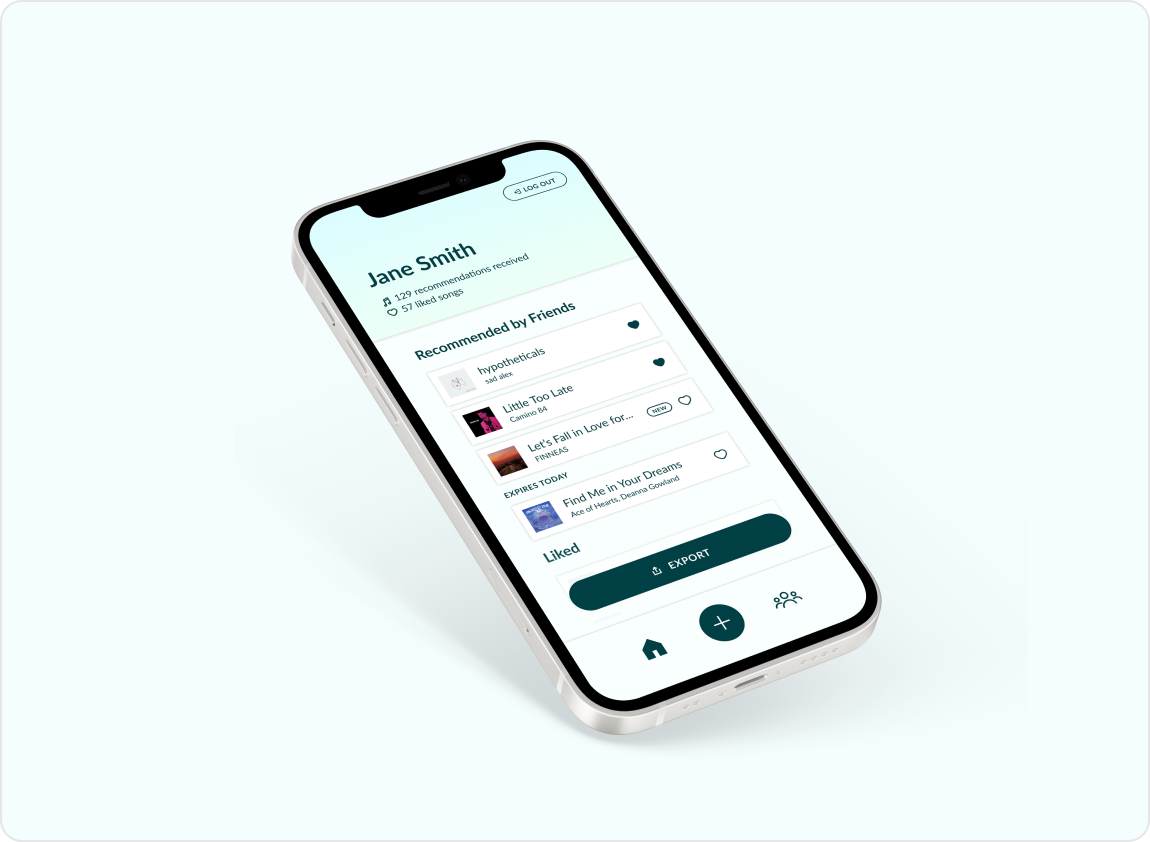 LOG OUT
Jane Smith
129 recommendations received
57 liked songs
Recommended by Friends
hypotheticals
sad alex
Little Too Late
Camino 84
Let's Fall in Love for...
FINNEAS
NEW
EXPIRES TODAY
Find Me in Your Dreams
Ace of Hearts, Deanna Gowland
Liked
EXPORT